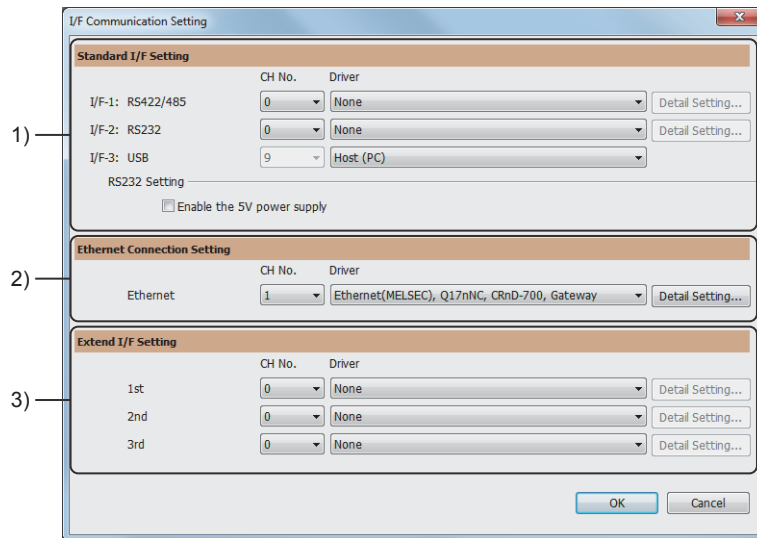 I/F Communication Setting
Standard I/F Setting
CH No. Driver
I/F-1: RS422/485 0 None Detail Setting...
1) I/F-2: RS232 0 None Detail Setting...
I/F-3: USB 9 Host (PC)
RS232 Setting
Enable the 5V power supply
Ethernet Connection Setting
2) CH No. Driver
Ethernet 1 Ethernet(MELSEC), Q17nNC, CRnD-700, Gateway Detail Setting...
Extend I/F Setting
CH No. Driver
1st 0 None Detail Setting...
3) 2nd 0 None Detail Setting...
3rd 0 None Detail Setting...
OK Cancel